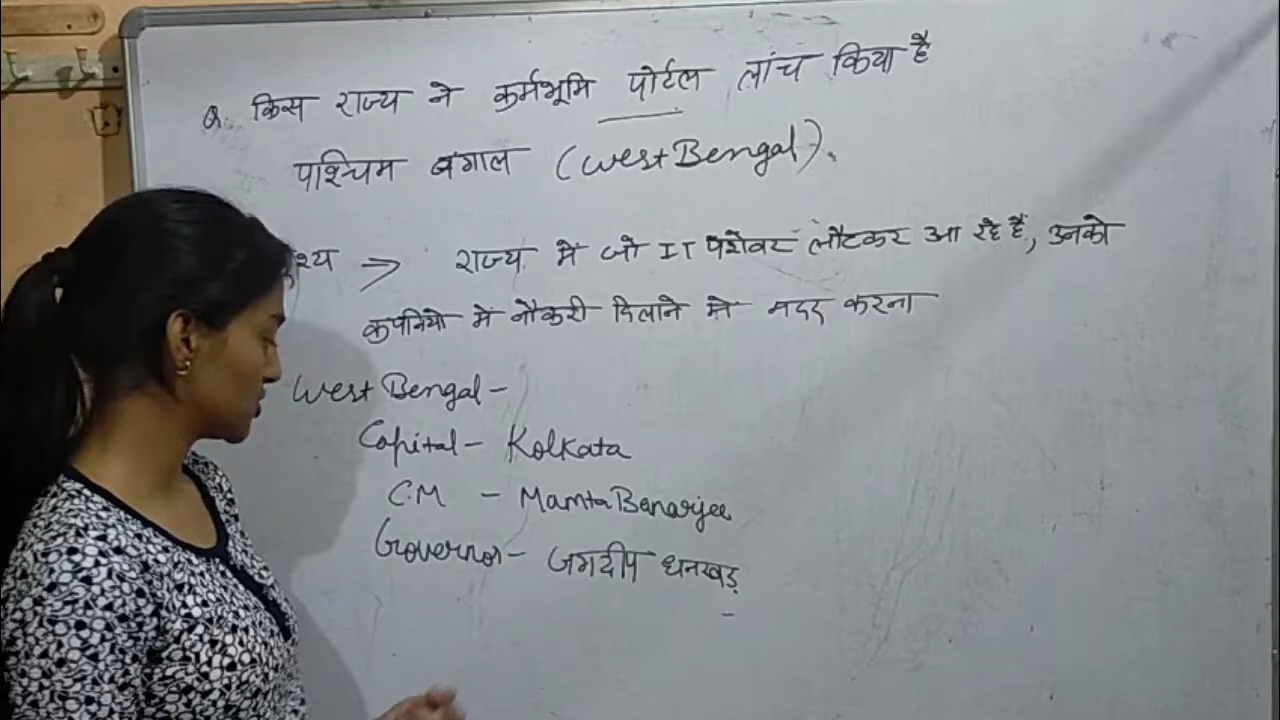 Q. किस राज्य ने कर्मभूमि पोर्टल लांच किया है
पश्चिम बंगाल (West Bengal).
श्य → राज्य में जो IT पेशेवर लौटकर आ रहे हैं, उनको
कंपनियो में नौकरी दिलाने में मदद करना
West Bengal -
Capital - Kolkata
C.M - Mamta Banarjee
Governor - जगदीप धनखड़